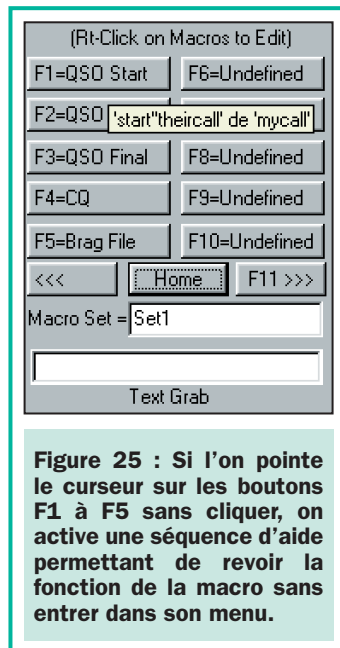 (Rt-Click on Macros to Edit)
F1=QSO Start F6=Undefined
F2=QSO
'start''theircall' de 'mycall'
F3=QSO Final F8=Undefined
F4=CQ F9=Undefined
F5=Brag File F10=Undefined
<<< Home F11 >>>
Macro Set = Set1
Text Grab
Figure 25 : Si l'on pointe
le curseur sur les boutons
F1 à F5 sans cliquer, on
active une séquence d'aide
permettant de revoir la
fonction de la macro sans
entrer dans son menu.